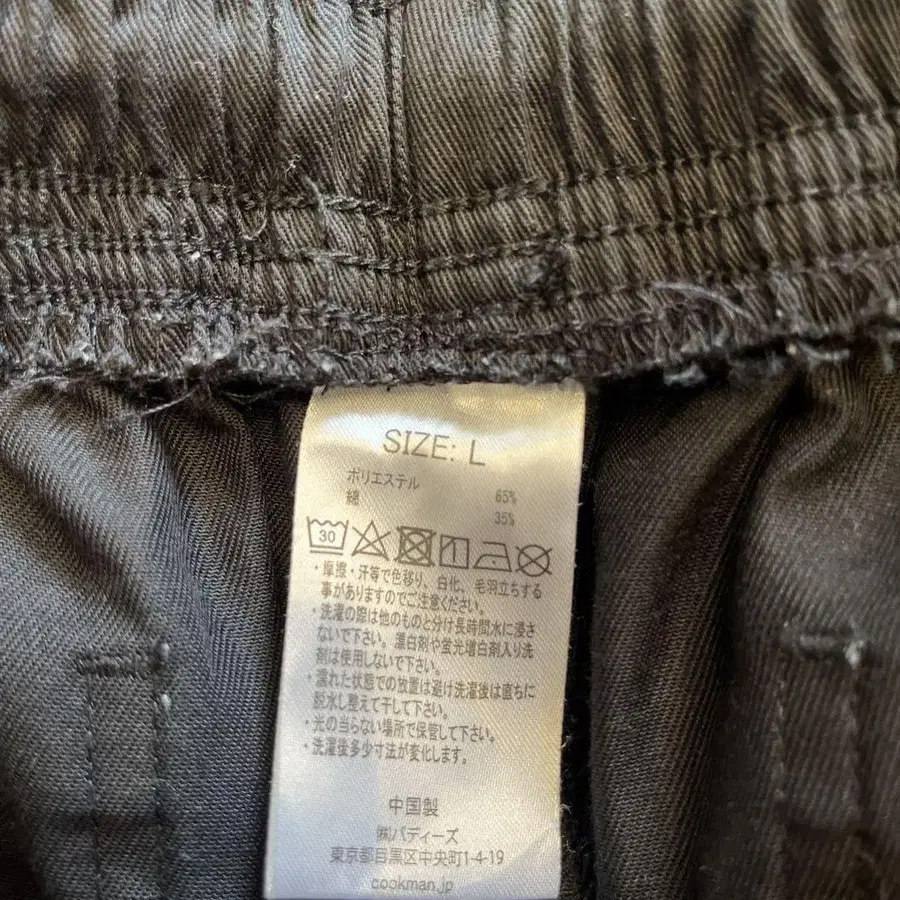 SIZE: L
ポリエステル 65%
綿 35%
30
・摩擦・汗等で色移り、白化、毛羽立ちする
事がありますのでご注意ください。
・洗濯の際は他のものと分け長時間水に浸さ
ないで下さい。漂白剤や蛍光増白剤入り洗
剤は使用しないで下さい。
・濡れた状態での放置は避け洗濯後は直ちに
脱水し整えて干して下さい。
・光の当らない場所で保管して下さい。
・洗濯後多少寸法が変化します。
中国製
㈱バディーズ
東京都目黒区中央町1-4-19
cookman.jp